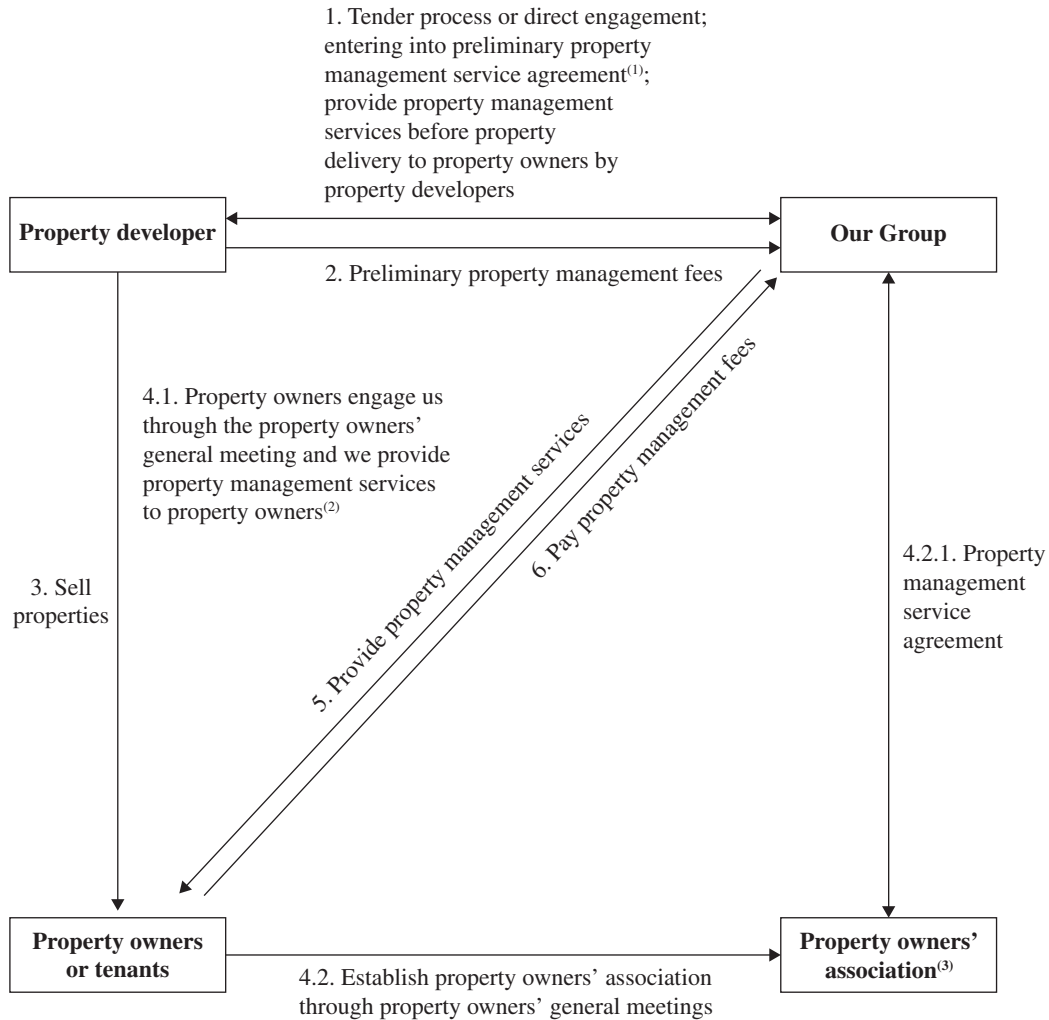 1. Tender process or direct engagement;
entering into preliminary property
management service agreement(1);
provide property management
services before property
delivery to property owners by
property developers
Property developer
Our Group
2. Preliminary property management fees
4.1. Property owners engage us
through the property owners’
general meeting and we provide
property management services
to property owners(2)
5. Provide property management services
6. Pay property management fees
3. Sell
properties
4.2.1. Property
management
service
agreement
Property owners
or tenants
Property owners’
association(3)
4.2. Establish property owners’ association
through property owners’ general meetings